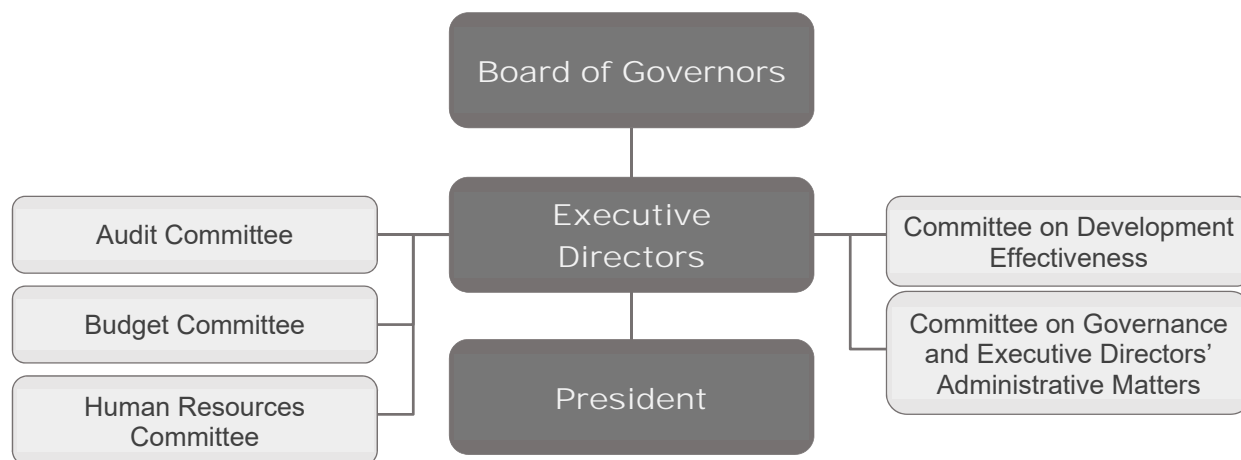 Board of Governors
Executive
Directors
President
Audit Committee
Budget Committee
Human Resources
Committee
Committee on Development
Effectiveness
Committee on Governance
and Executive Directors’
Administrative Matters